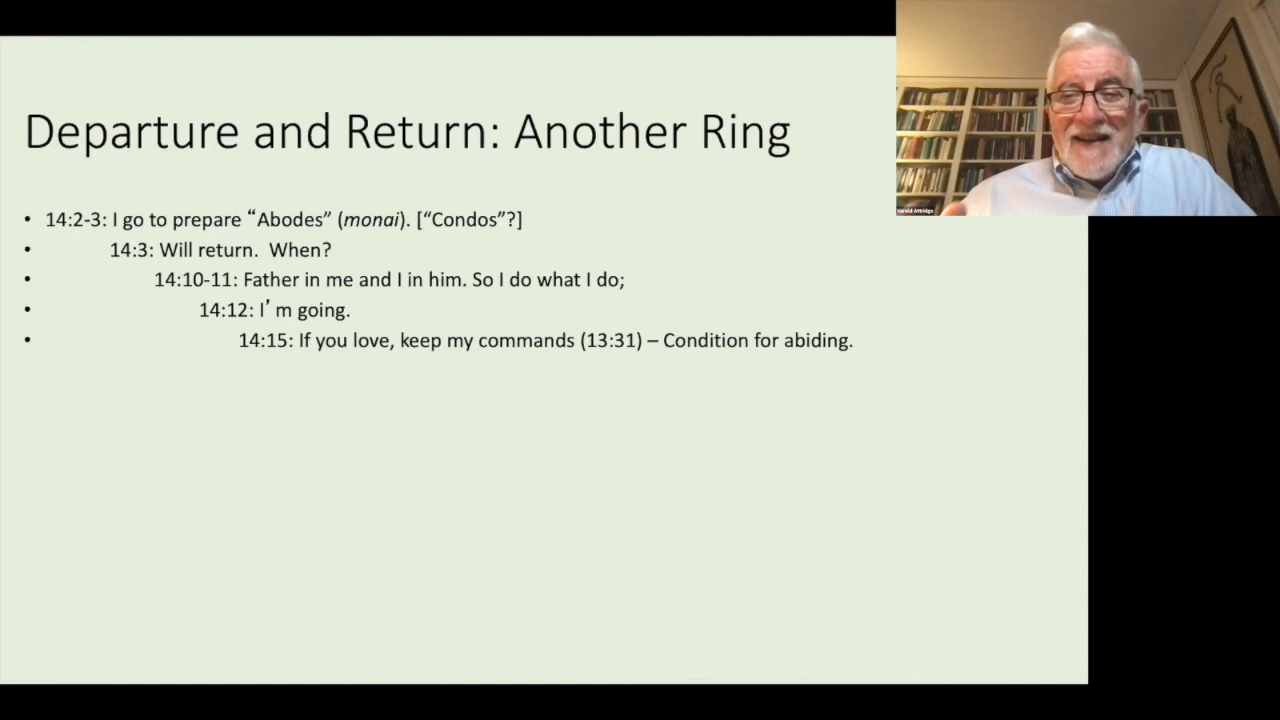 Departure and Return: Another Ring
• 14:2-3: I go to prepare “Abodes” (monai). [“Condos”?]
• 14:3: Will return.  When?
• 14:10-11: Father in me and I in him. So I do what I do;
• 14:12: I’m going.
• 14:15: If you love, keep my commands (13:31) – Condition for abiding.
Harold Attridge